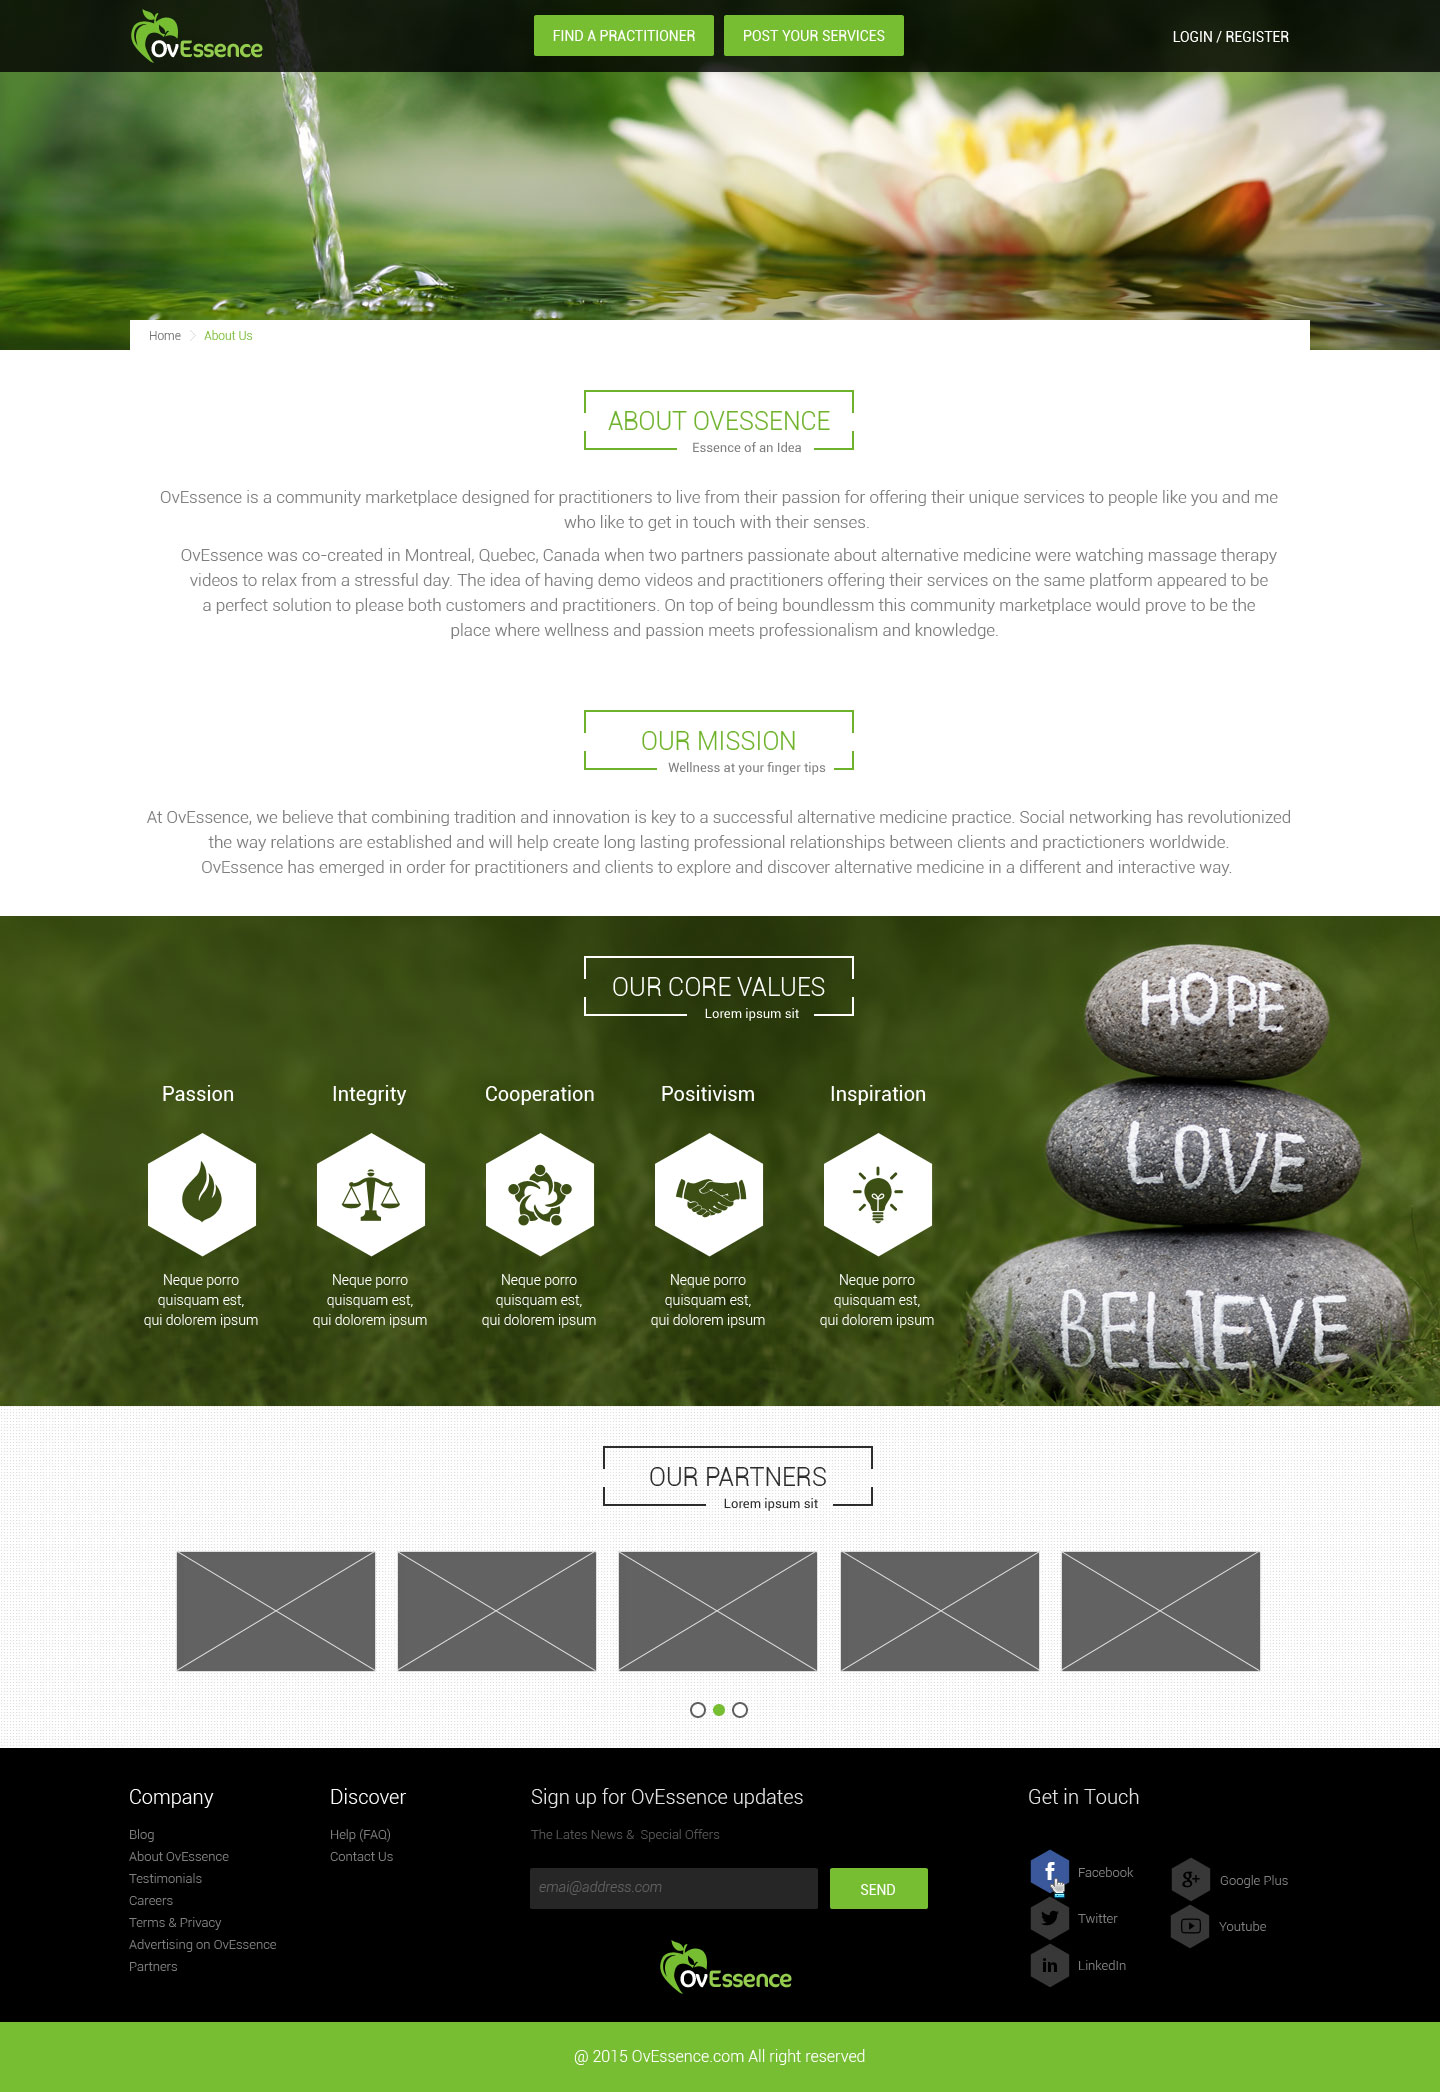 OvEssence
FIND A PRACTITIONER
POST YOUR SERVICES
LOGIN / REGISTER
Home
About Us
ABOUT OVESSENCE
Essence of an Idea
OvEssence is a community marketplace designed for practitioners to live from their passion for offering their unique services to people like you and me
who like to get in touch with their senses.
OvEssence was co-created in Montreal, Quebec, Canada when two partners passionate about alternative medicine were watching massage therapy
videos to relax from a stressful day. The idea of having demo videos and practitioners offering their services on the same platform appeared to be
a perfect solution to please both customers and practitioners. On top of being boundlessm this community marketplace would prove to be the
place where wellness and passion meets professionalism and knowledge.
OUR MISSION
Wellness at your finger tips
At OvEssence, we believe that combining tradition and innovation is key to a successful alternative medicine practice. Social networking has revolutionized
the way relations are established and will help create long lasting professional relationships between clients and practictioners worldwide.
OvEssence has emerged in order for practitioners and clients to explore and discover alternative medicine in a different and interactive way.
OUR CORE VALUES
Lorem ipsum sit
HOPE
LOVE
BELIEVE
Passion
Integrity
Cooperation
Positivism
Inspiration
Neque porro
quisquam est,
qui dolorem ipsum
Neque porro
quisquam est,
qui dolorem ipsum
Neque porro
quisquam est,
qui dolorem ipsum
Neque porro
quisquam est,
qui dolorem ipsum
Neque porro
quisquam est,
qui dolorem ipsum
OUR PARTNERS
Lorem ipsum sit
Company
Blog
About OvEssence
Testimonials
Careers
Terms & Privacy
Advertising on OvEssence
Partners
Discover
Help (FAQ)
Contact Us
Sign up for OvEssence updates
The Lates News & Special Offers
emai@address.com
SEND
OvEssence
Get in Touch
f Facebook
Twitter
in LinkedIn
g+ Google Plus
Youtube
@ 2015 OvEssence.com All right reserved